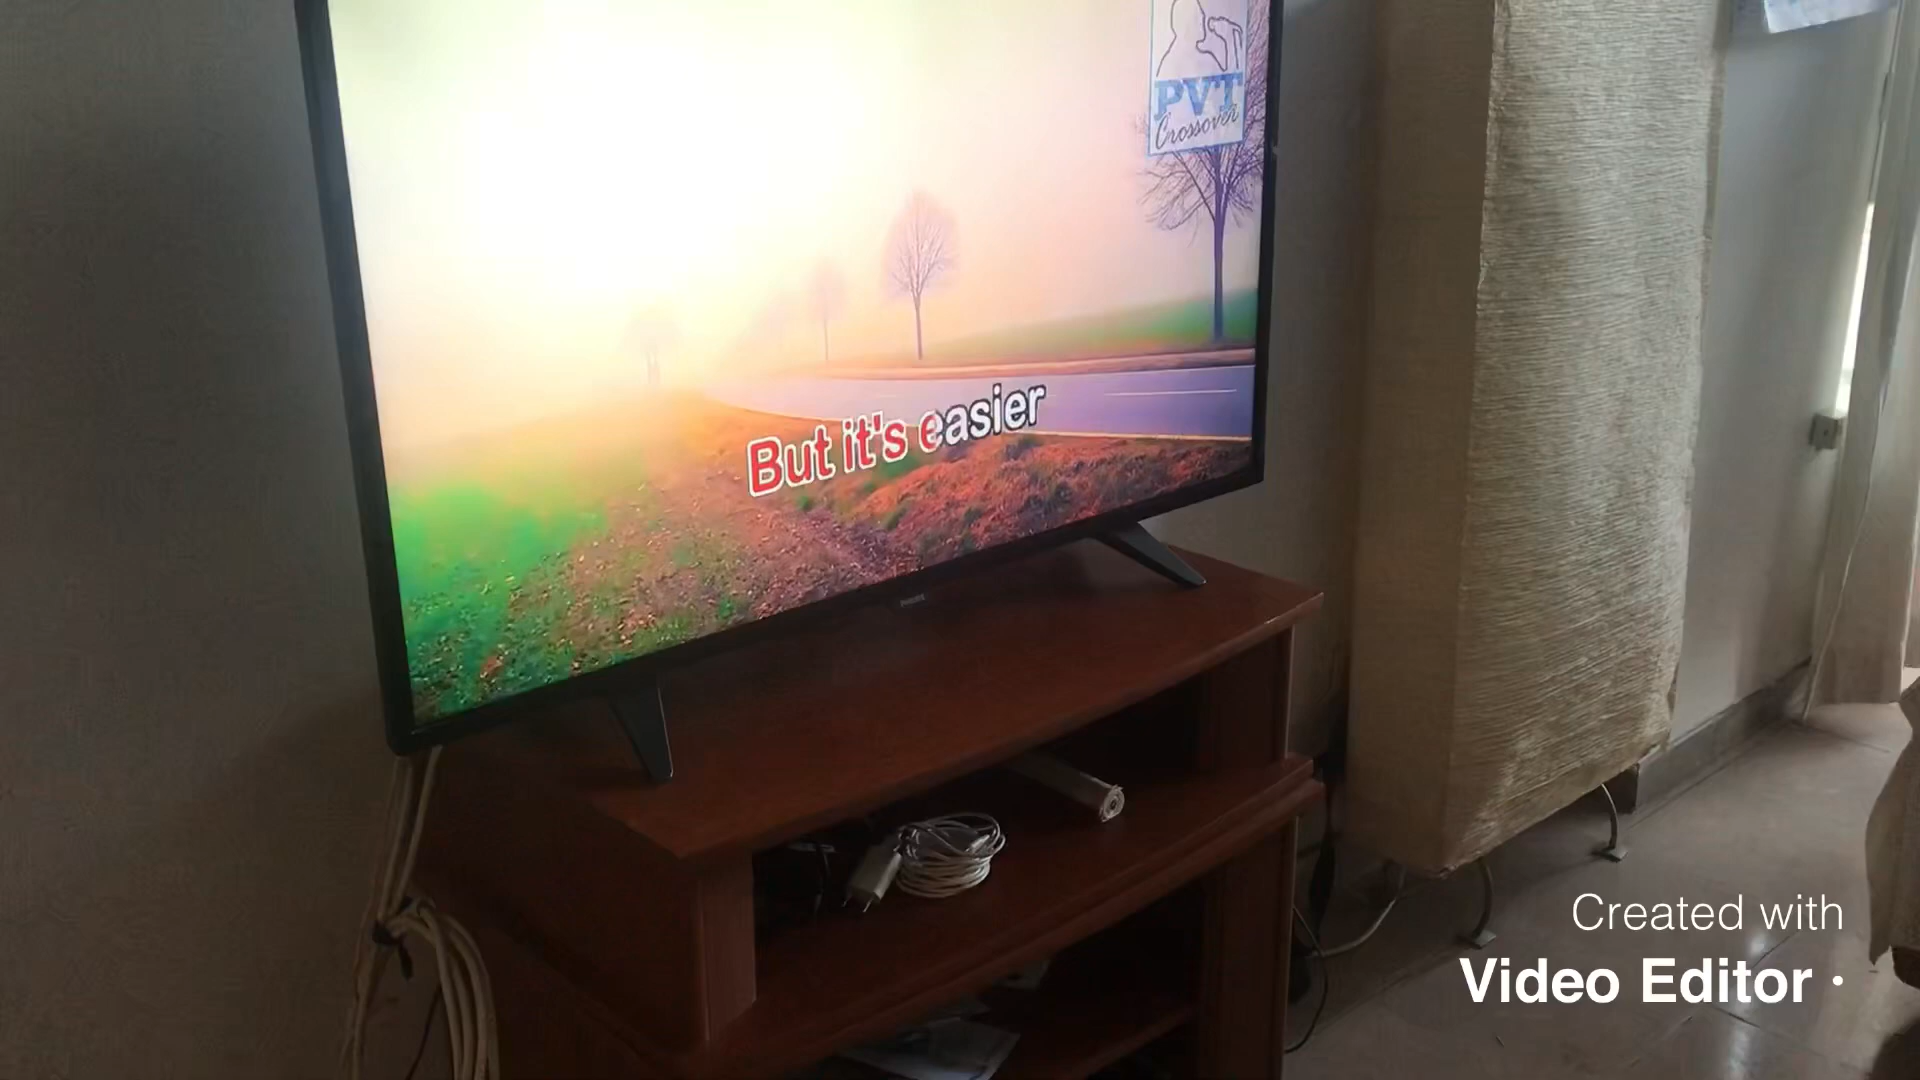 PVT
Crossover
But it's easier
Created with
Video Editor ·